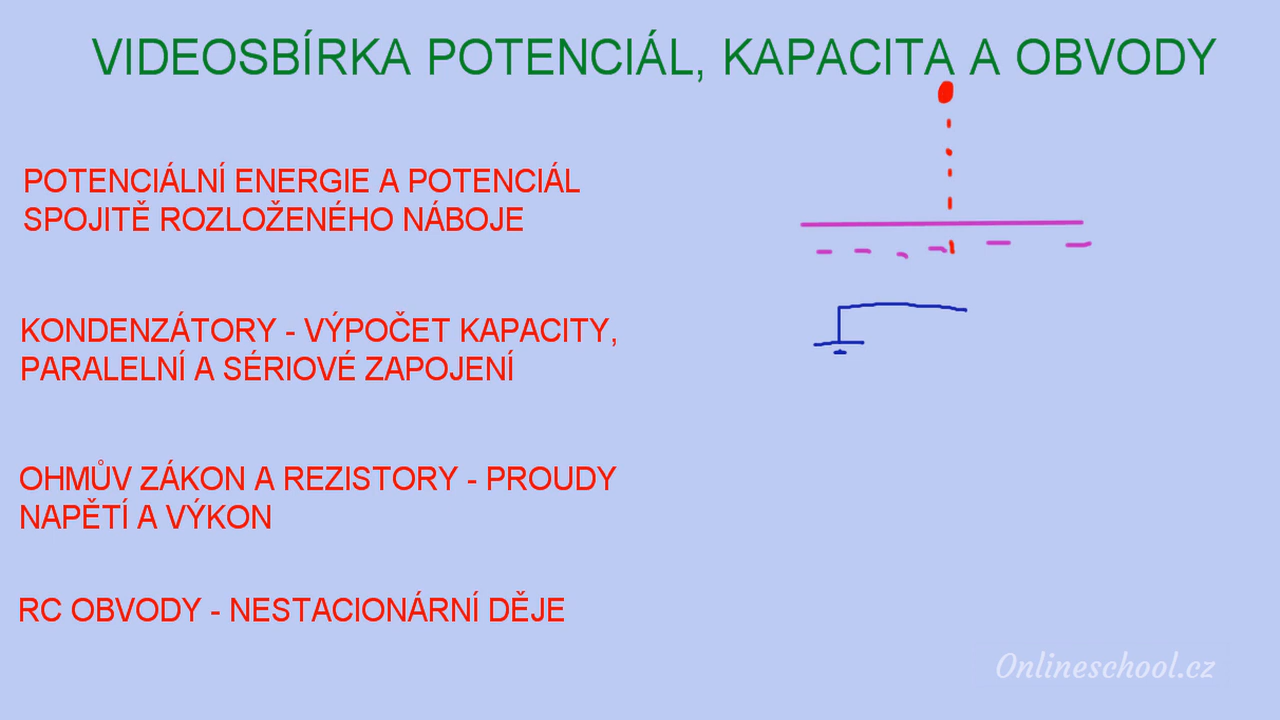 VIDEOSBÍRKA POTENCIÁL, KAPACITA A OBVODY
POTENCIÁLNÍ ENERGIE A POTENCIÁL
SPOJITĚ ROZLOŽENÉHO NÁBOJE
KONDENZÁTORY - VÝPOČET KAPACITY,
PARALELNÍ A SÉRIOVÉ ZAPOJENÍ
OHMŮV ZÁKON A REZISTORY - PROUDY
NAPĚTÍ A VÝKON
RC OBVODY - NESTACIONÁRNÍ DĚJE
Onlineschool.cz